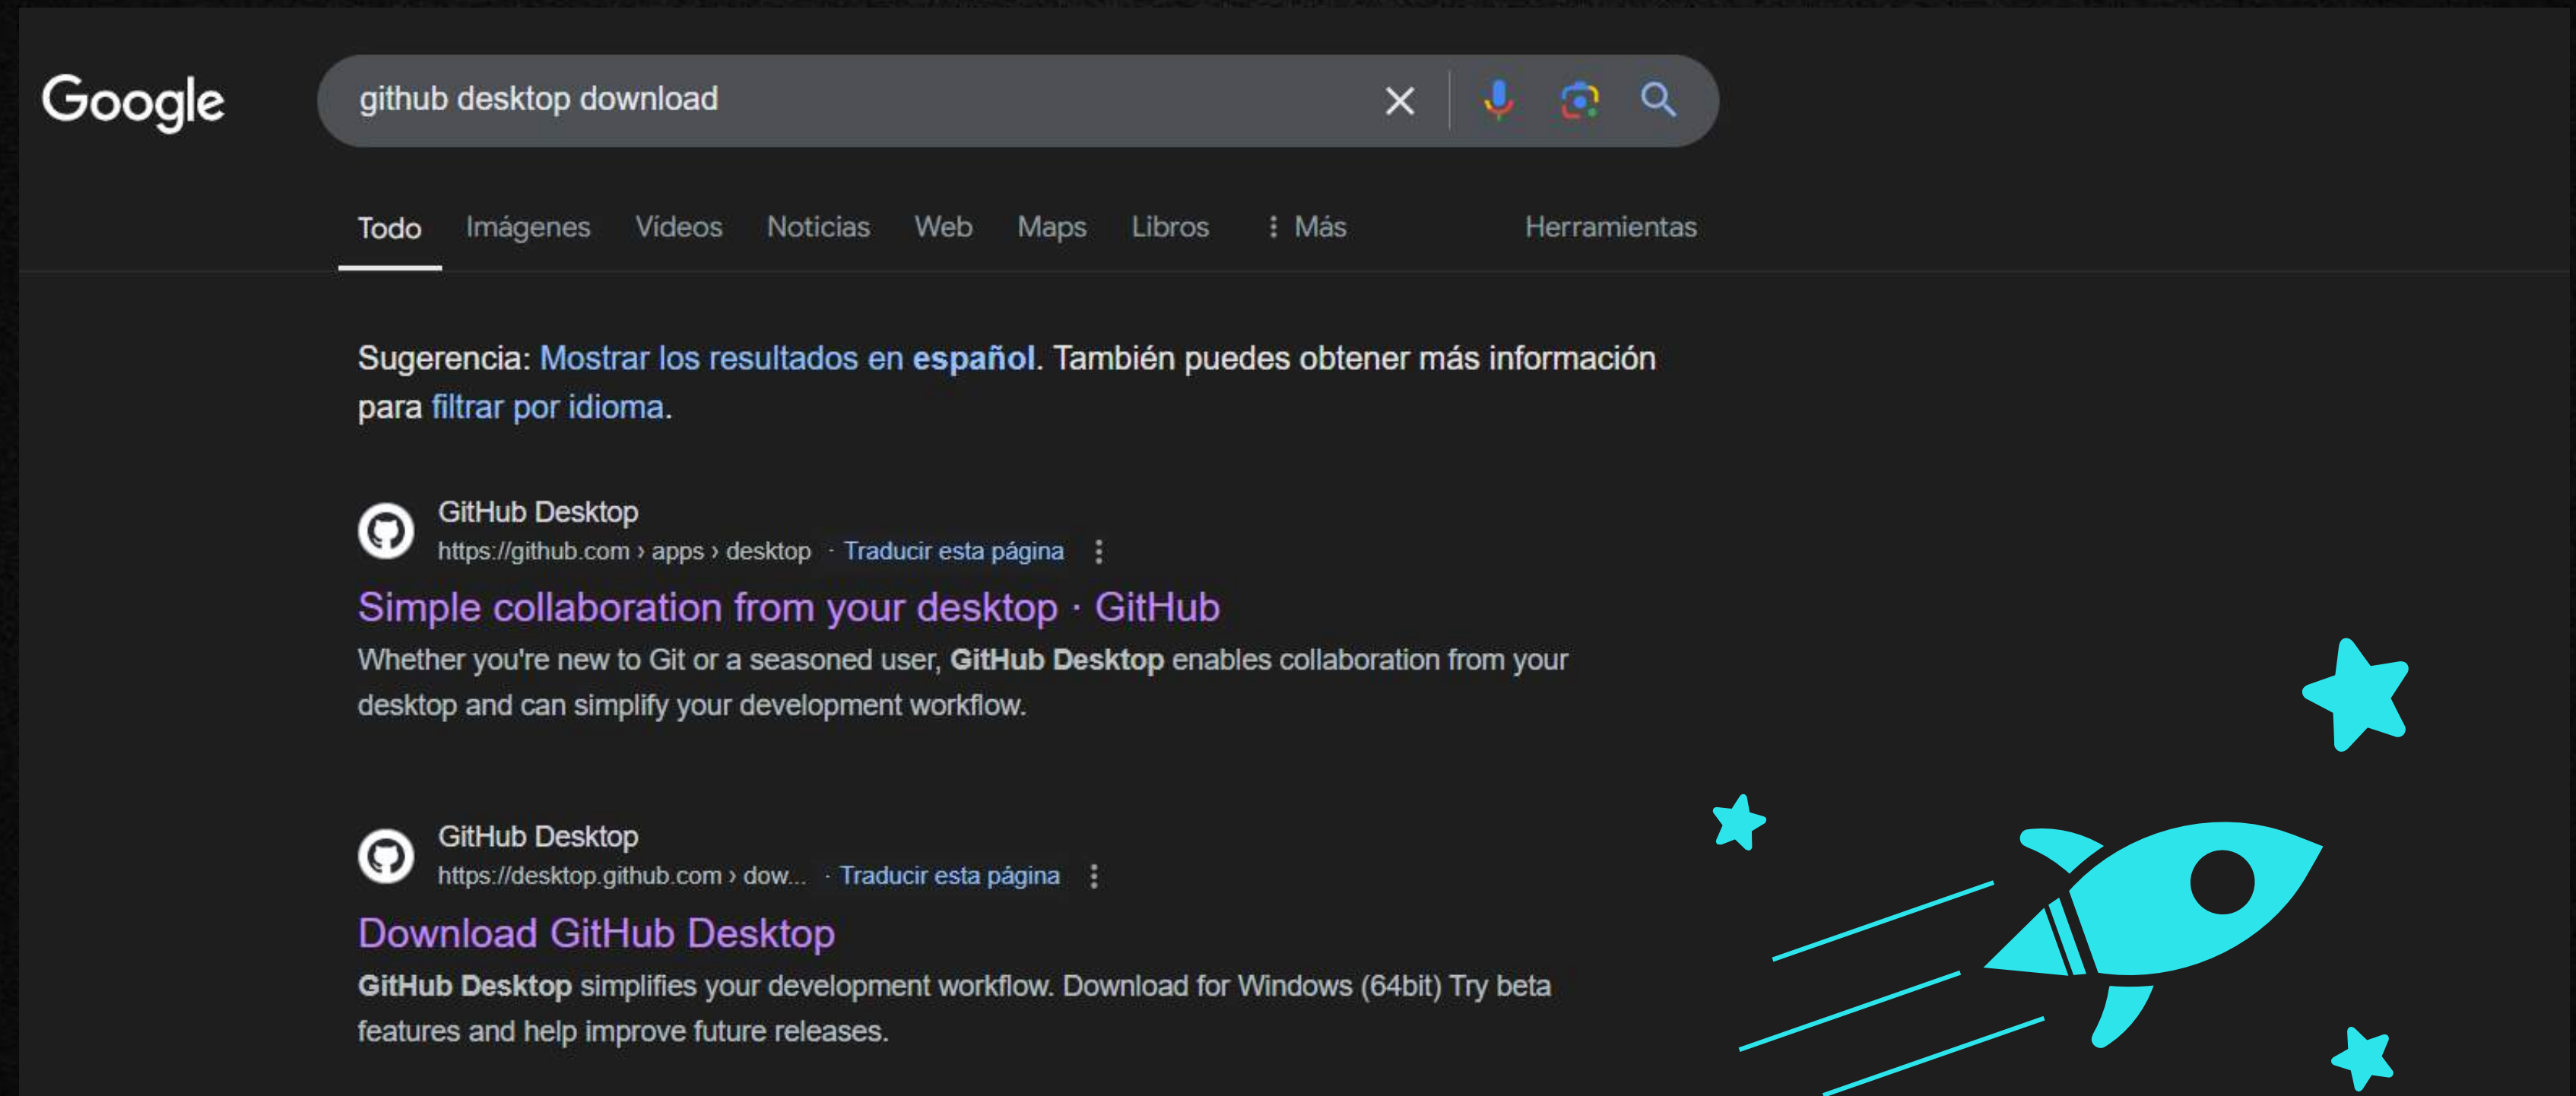 Google
github desktop download
Todo Imágenes Vídeos Noticias Web Maps Libros Más Herramientas
Sugerencia: Mostrar los resultados en español. También puedes obtener más información
para filtrar por idioma.
GitHub Desktop
https://github.com › apps › desktop · Traducir esta página
Simple collaboration from your desktop · GitHub
Whether you're new to Git or a seasoned user, GitHub Desktop enables collaboration from your
desktop and can simplify your development workflow.
GitHub Desktop
https://desktop.github.com › dow... · Traducir esta página
Download GitHub Desktop
GitHub Desktop simplifies your development workflow. Download for Windows (64bit) Try beta
features and help improve future releases.